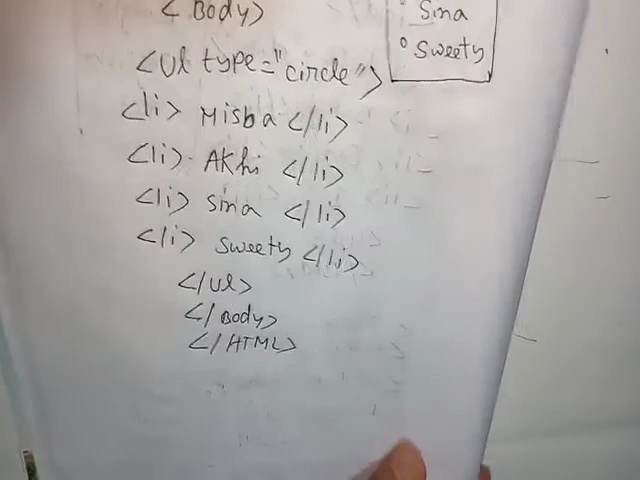 < Body>
° Sina
° Sweety
<Ul type="circle">
<li> Misba </li>
<li> Akhi </li>
<li> Sina </li>
</li> Sweety </li>
</Ul>
</Body>
</HTML>